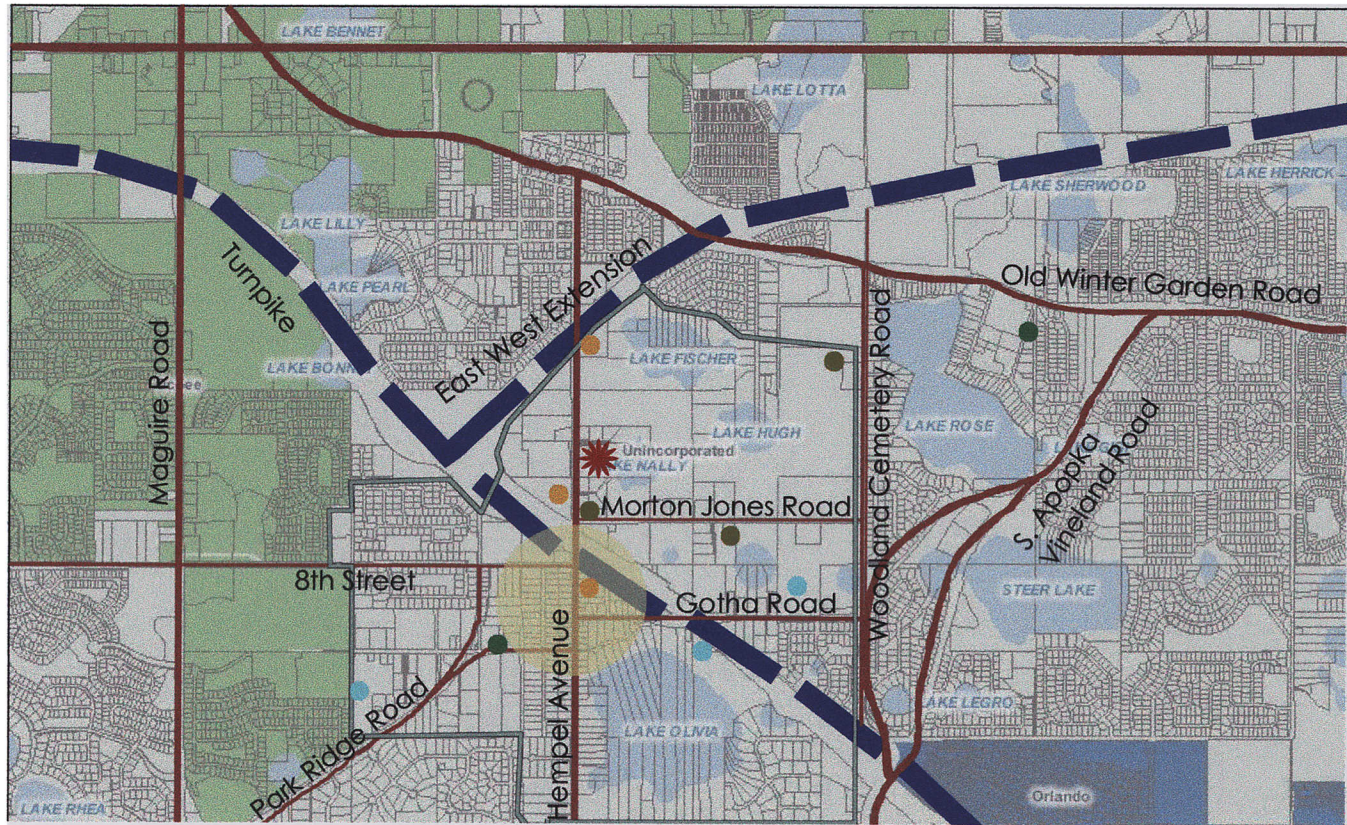 LAKE BENNET
LAKE LOTTA
LAKE HERRICK
LAKE SHERWOOD
LAKE LILLY
Turnpike
LAKE PEARL
East West Extension
Old Winter Garden Road
Maguire Road
LAKE FISCHER
LAKE BONN
Woodland Cemetery Road
LAKE ROSE
LAKE HUGH
Unincorporated
KE NALLY
S. Apopka
Vineland Road
Morton Jones Road
8th Street
STEER LAKE
Gotha Road
Hempel Avenue
Park Ridge Road
LAKE LEGRO
LAKE OLIVIA
Orlando
LAKE RHEA